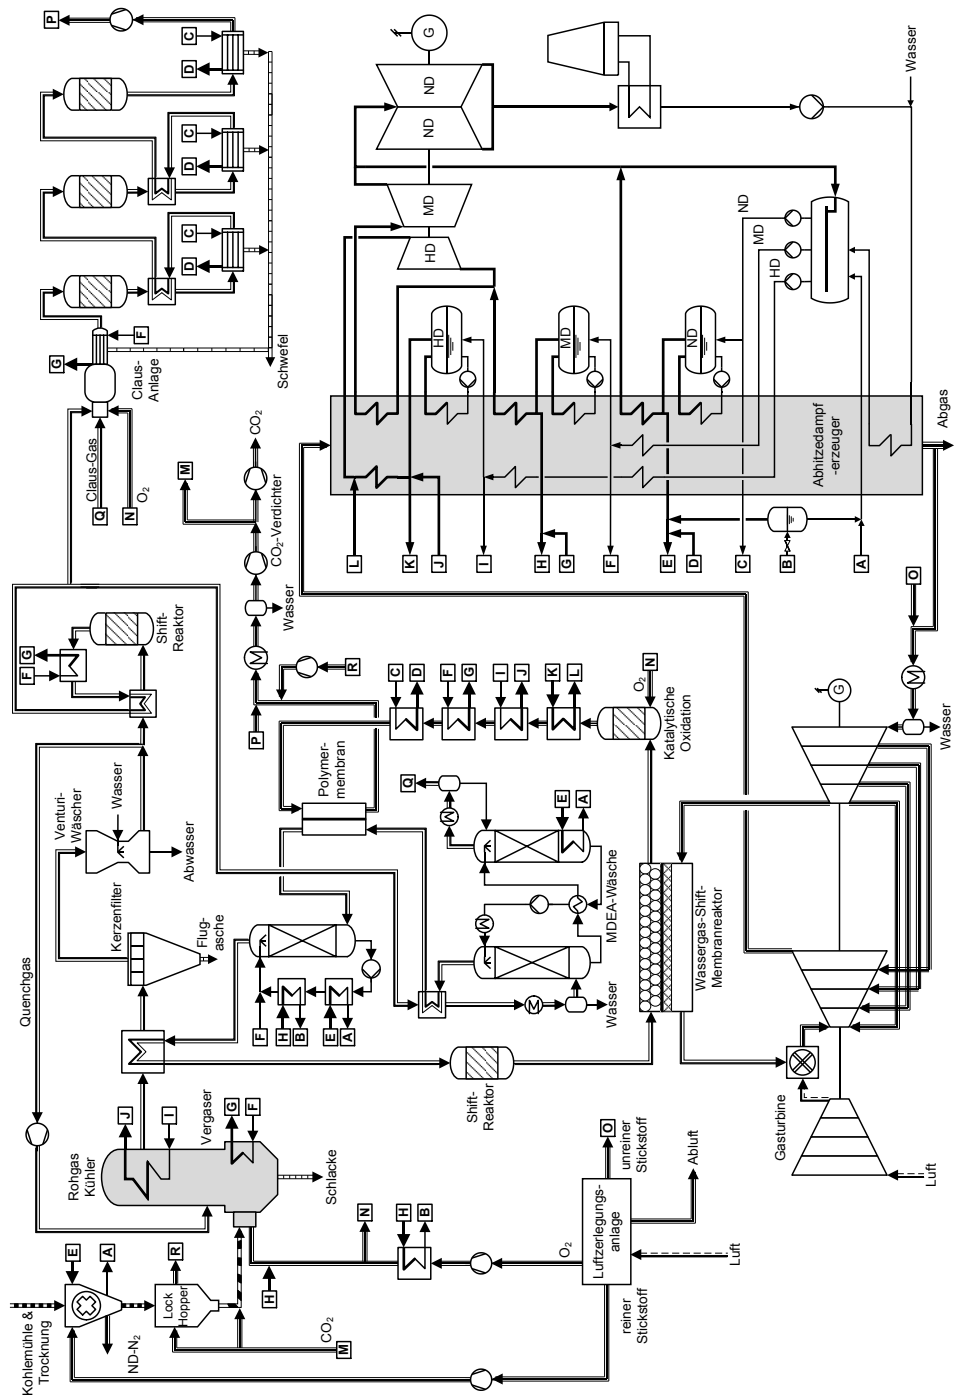 Kohlemühle &
Trocknung
E
A
ND-N₂
R
Lock
Hopper
CO₂
M
Quenchgas
Rohgas
Kühler
J
I
Vergaser
G
F
Schlacke
H
N
H
B
O₂
Luftzerlegungs-
anlage
reiner
Stickstoff
O
unreiner
Stickstoff
Luft
Abluft
Kerzenfilter
Flug-
asche
Venturi-
Wäscher
Wasser
Abwasser
F
G
Shift-
Reaktor
F
H
B
E
A
Polymer-
membran
Shift-
Reaktor
Wasser
MDEA-Wäsche
Q
E
A
P
R
C
D
F
G
I
J
K
L
Katalytische
Oxidation
O₂
N
Wassergas-Shift-
Membranreaktor
Gasturbine
Luft
G
Wasser
O
Wasser
CO₂-Verdichter
M
CO₂
Q
Claus-Gas
N
O₂
Claus-
Anlage
G
F
Schwefel
D
C
D
C
D
C
P
L
K
J
I
H
G
F
E
D
C
B
A
Abhitzedampf
-erzeuger
Abgas
HD
MD
ND
HD
MD
ND
HD
MD
ND
ND
G
Wasser